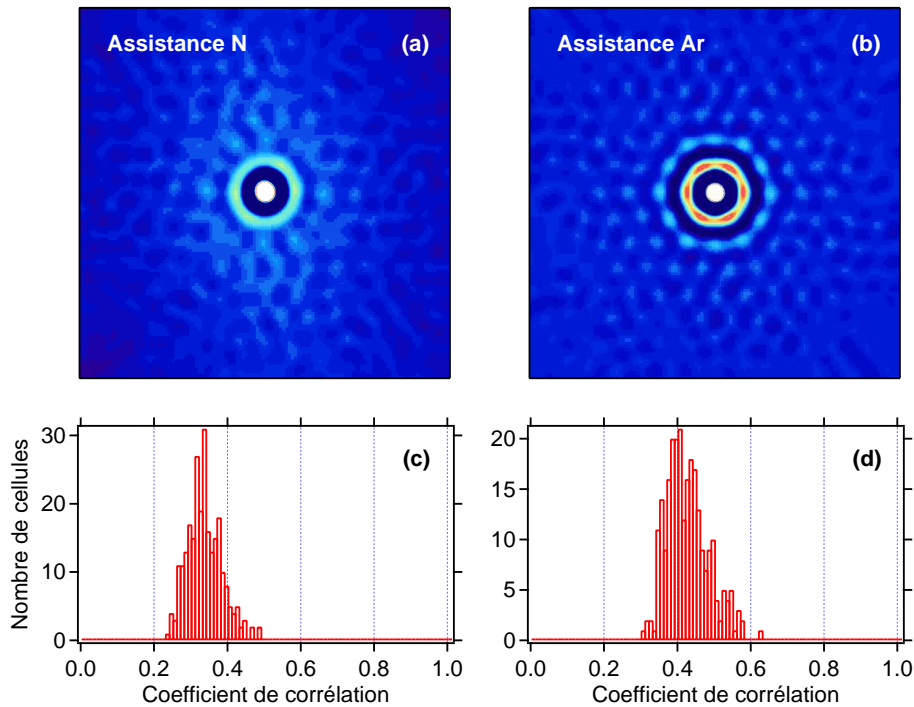 Assistance N (a)
Assistance Ar (b)
Nombre de cellules
30
20
10
0
(c)
0.0 0.2 0.4 0.6 0.8 1.0
Coefficient de corrélation
20
15
10
5
0
(d)
0.0 0.2 0.4 0.6 0.8 1.0
Coefficient de corrélation